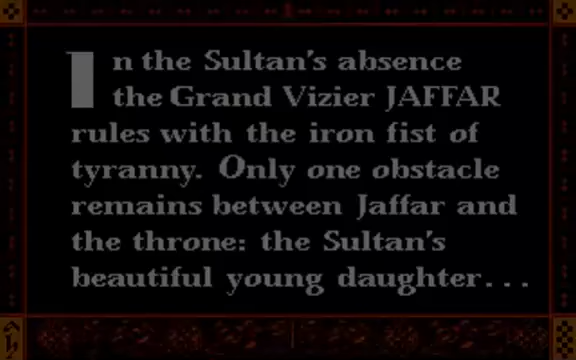 In the Sultan's absence
the Grand Vizier JAFFAR
rules with the iron fist of
tyranny. Only one obstacle
remains between Jaffar and
the throne: the Sultan's
beautiful young daughter...